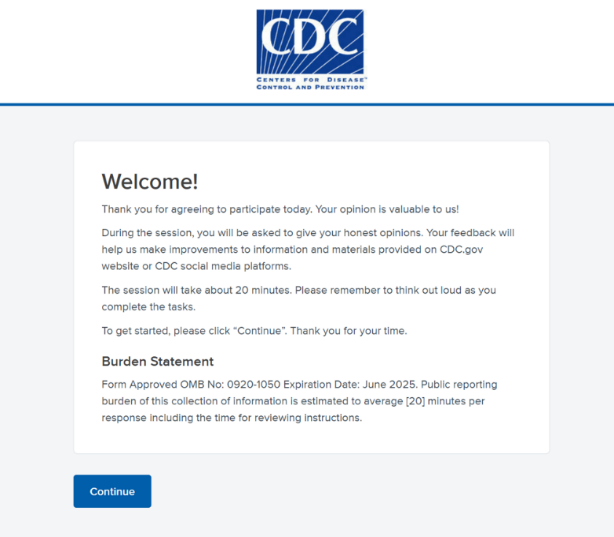 CDC
CENTERS FOR DISEASE
CONTROL AND PREVENTION
Welcome!
Thank you for agreeing to participate today. Your opinion is valuable to us!
During the session, you will be asked to give your honest opinions. Your feedback will
help us make improvements to information and materials provided on CDC.gov
website or CDC social media platforms.
The session will take about 20 minutes. Please remember to think out loud as you
complete the tasks.
To get started, please click “Continue”. Thank you for your time.
Burden Statement
Form Approved OMB No: 0920-1050 Expiration Date: June 2025. Public reporting
burden of this collection of information is estimated to average [20] minutes per
response including the time for reviewing instructions.
Continue